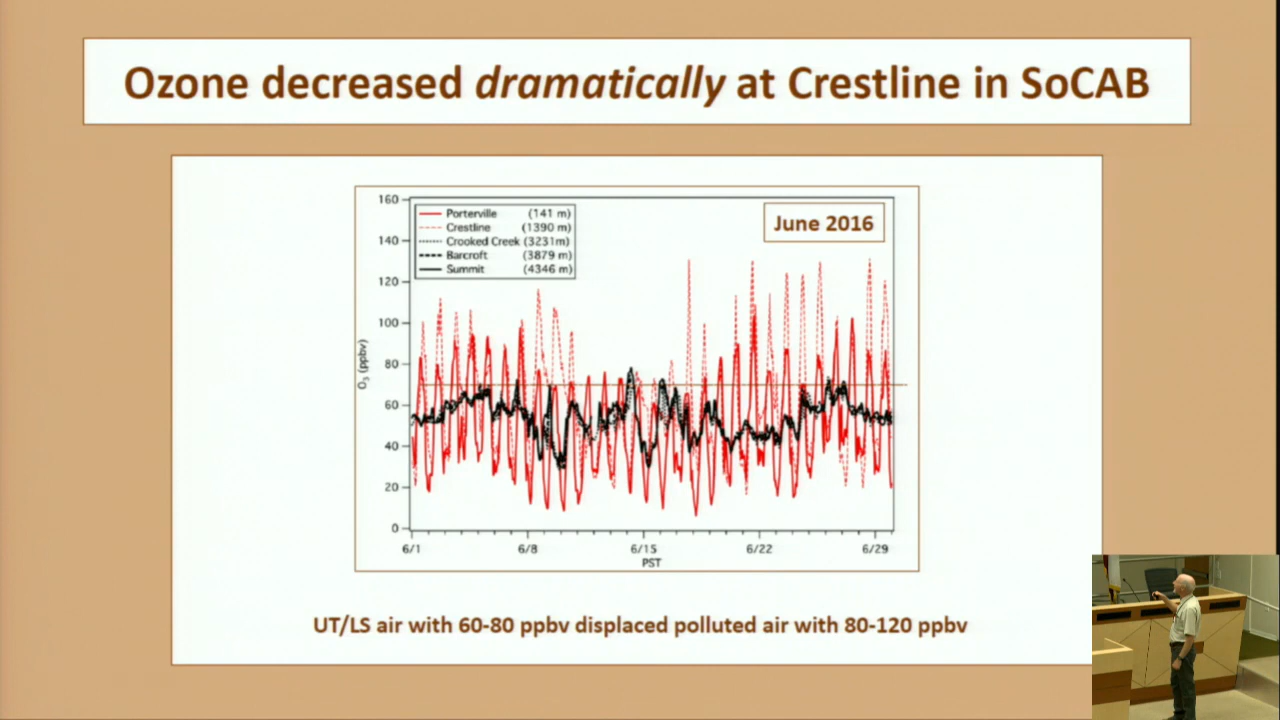 Ozone decreased dramatically at Crestline in SoCAB
160
140
120
100
80
60
40
20
0
O3 (ppbv)
Porterville (141 m)
Crestline (1390 m)
Crooked Creek (3231m)
Barcroft (3879 m)
Summit (4346 m)
June 2016
6/1 6/8 6/15 6/22 6/29
PST
UT/LS air with 60-80 ppbv displaced polluted air with 80-120 ppbv